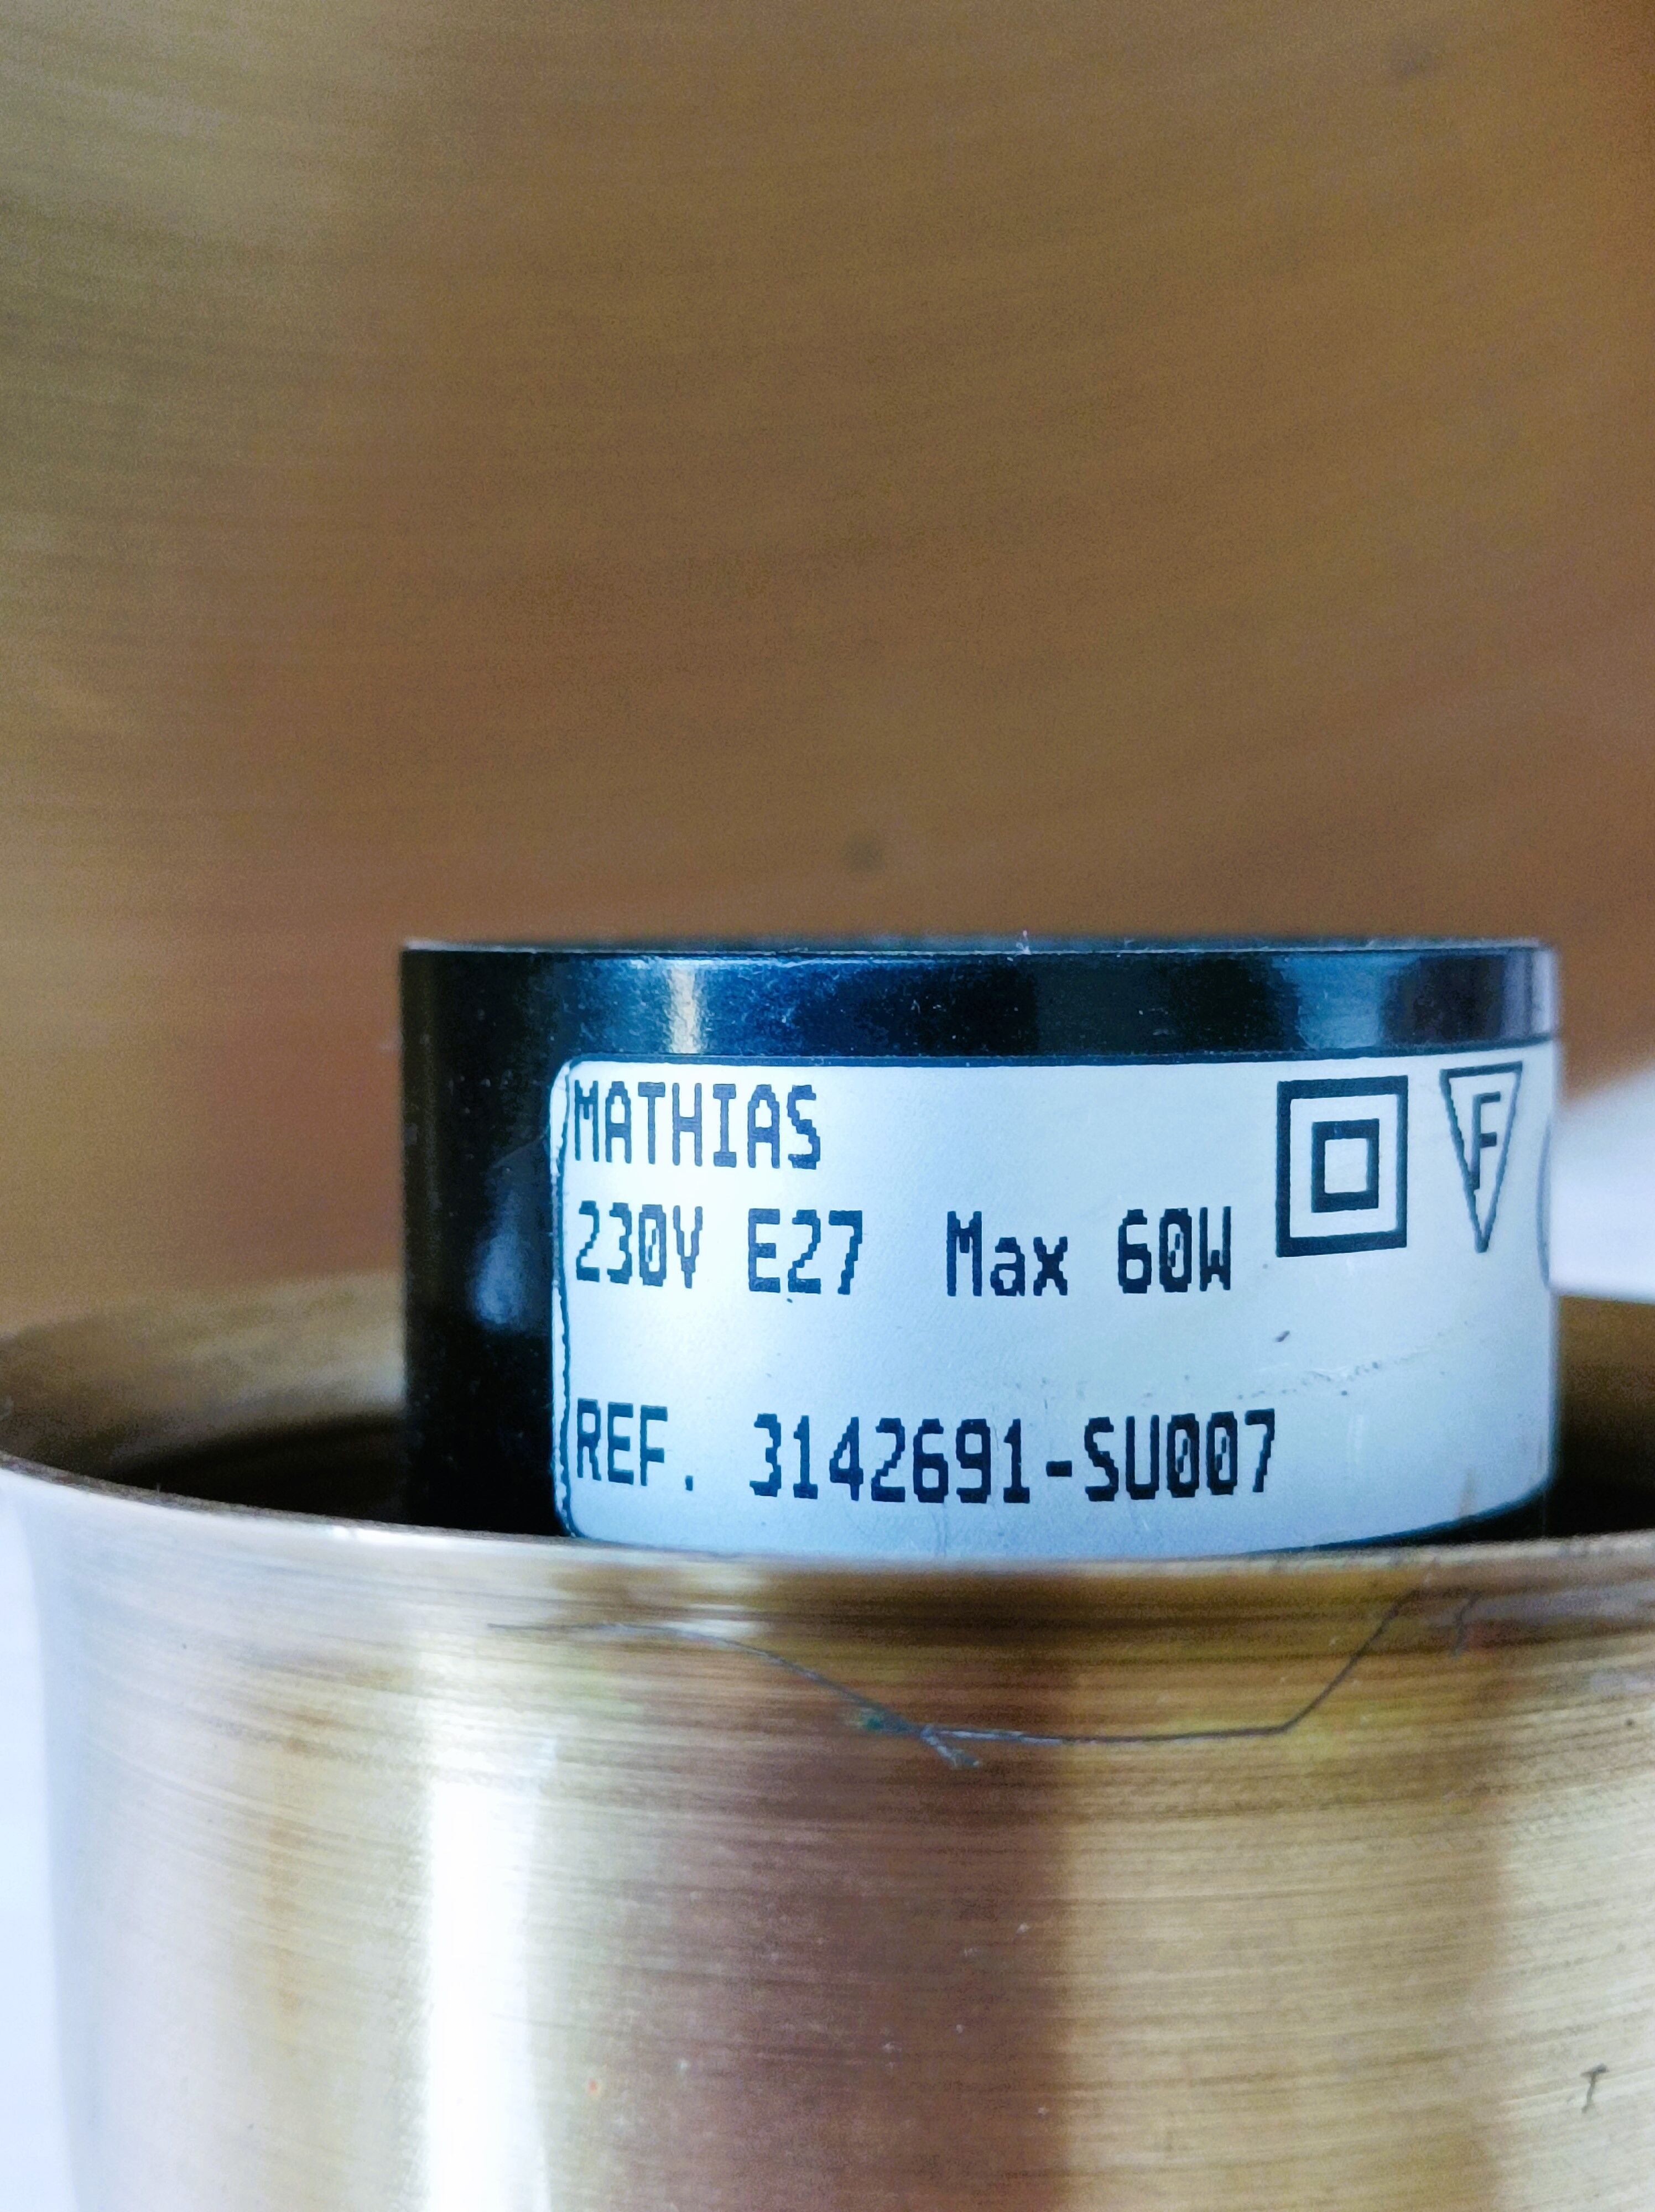 MATHIAS
F
230V E27 Max 60W
REF. 3142691-SU007